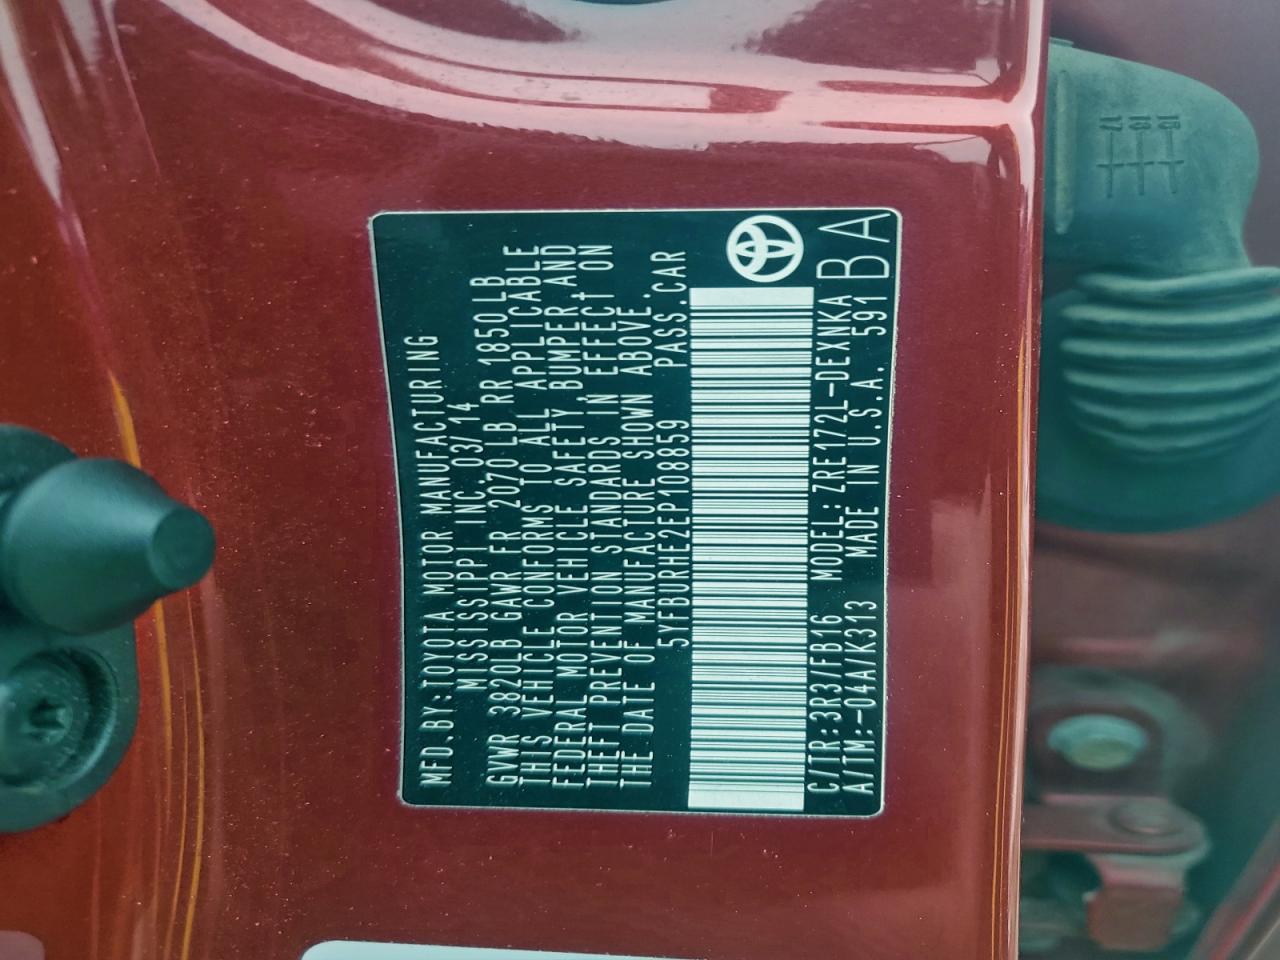 MFD.BY:TOYOTA MOTOR MANUFACTURING
MISSISSIPPI INC. 03/14
GVWR 3820LB GAWR FR 2070 LB RR 1850LB
THIS VEHICLE CONFORMS TO ALL APPLICABLE
FEDERAL MOTOR VEHICLE SAFETY, BUMPER AND
THEFT PREVENTION STANDARDS IN EFFECT ON
THE DATE OF MANUFACTURE SHOWN ABOVE.
5YFBURHE2EP108859 PASS.CAR
C/TR:3R3/FB16 MODEL:ZRE172L-DEXNKA
A/TM:-04A/K313 MADE IN U.S.A. 591
BA